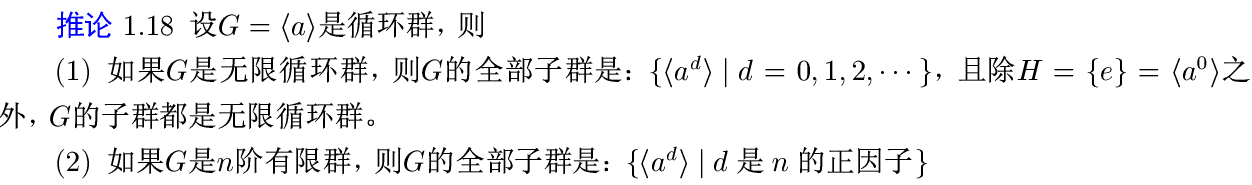 推论 1.18 设G = ⟨a⟩是循环群, 则
(1) 如果G是无限循环群, 则G的全部子群是: {⟨a^d⟩ | d = 0, 1, 2, ⋯ }, 且除H = {e} = ⟨a^0⟩之
外, G的子群都是无限循环群。
(2) 如果G是n阶有限群, 则G的全部子群是: {⟨a^d⟩ | d 是 n 的正因子}